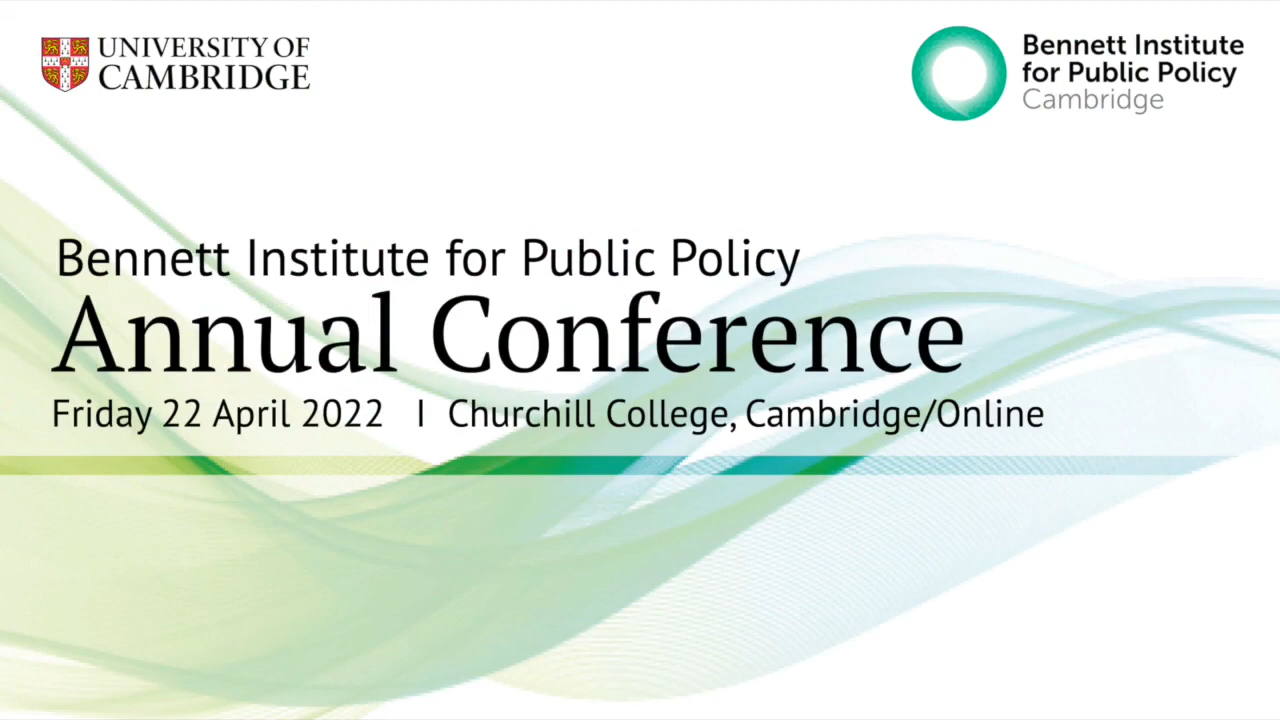 UNIVERSITY OF
CAMBRIDGE
Bennett Institute
for Public Policy
Cambridge
Bennett Institute for Public Policy
Annual Conference
Friday 22 April 2022 | Churchill College, Cambridge/Online